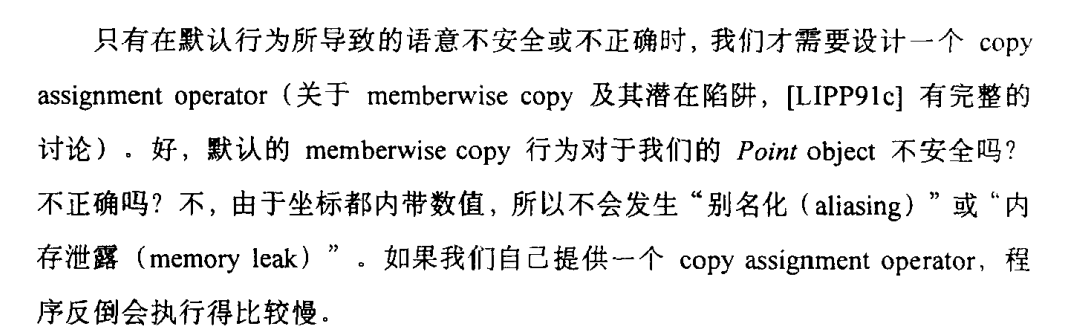 只有在默认行为所导致的语意不安全或不正确时，我们才需要设计一个 copy
assignment operator（关于 memberwise copy 及其潜在陷阱，[LIPP91c] 有完整的
讨论）。好，默认的 memberwise copy 行为对于我们的 Point object 不安全吗？
不正确吗？不，由于坐标都内带数值，所以不会发生“别名化（aliasing）”或“内
存泄露（memory leak）”。如果我们自己提供一个 copy assignment operator，程
序反倒会执行得比较慢。